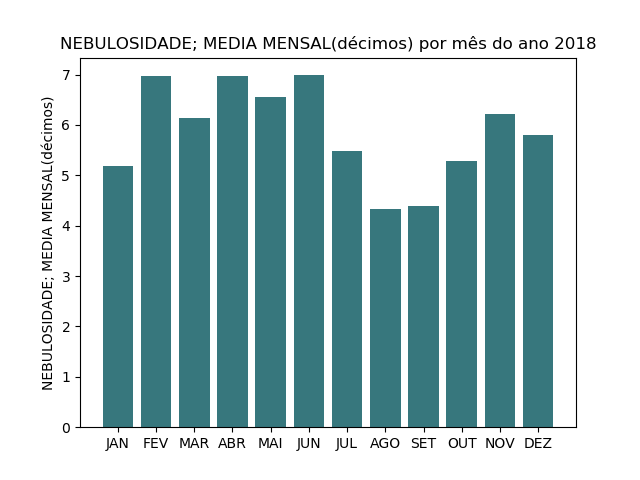 NEBULOSIDADE; MEDIA MENSAL(décimos) por mês do ano 2018
NEBULOSIDADE; MEDIA MENSAL(décimos)
7
6
5
4
3
2
1
0
JAN FEV MAR ABR MAI JUN JUL AGO SET OUT NOV DEZ